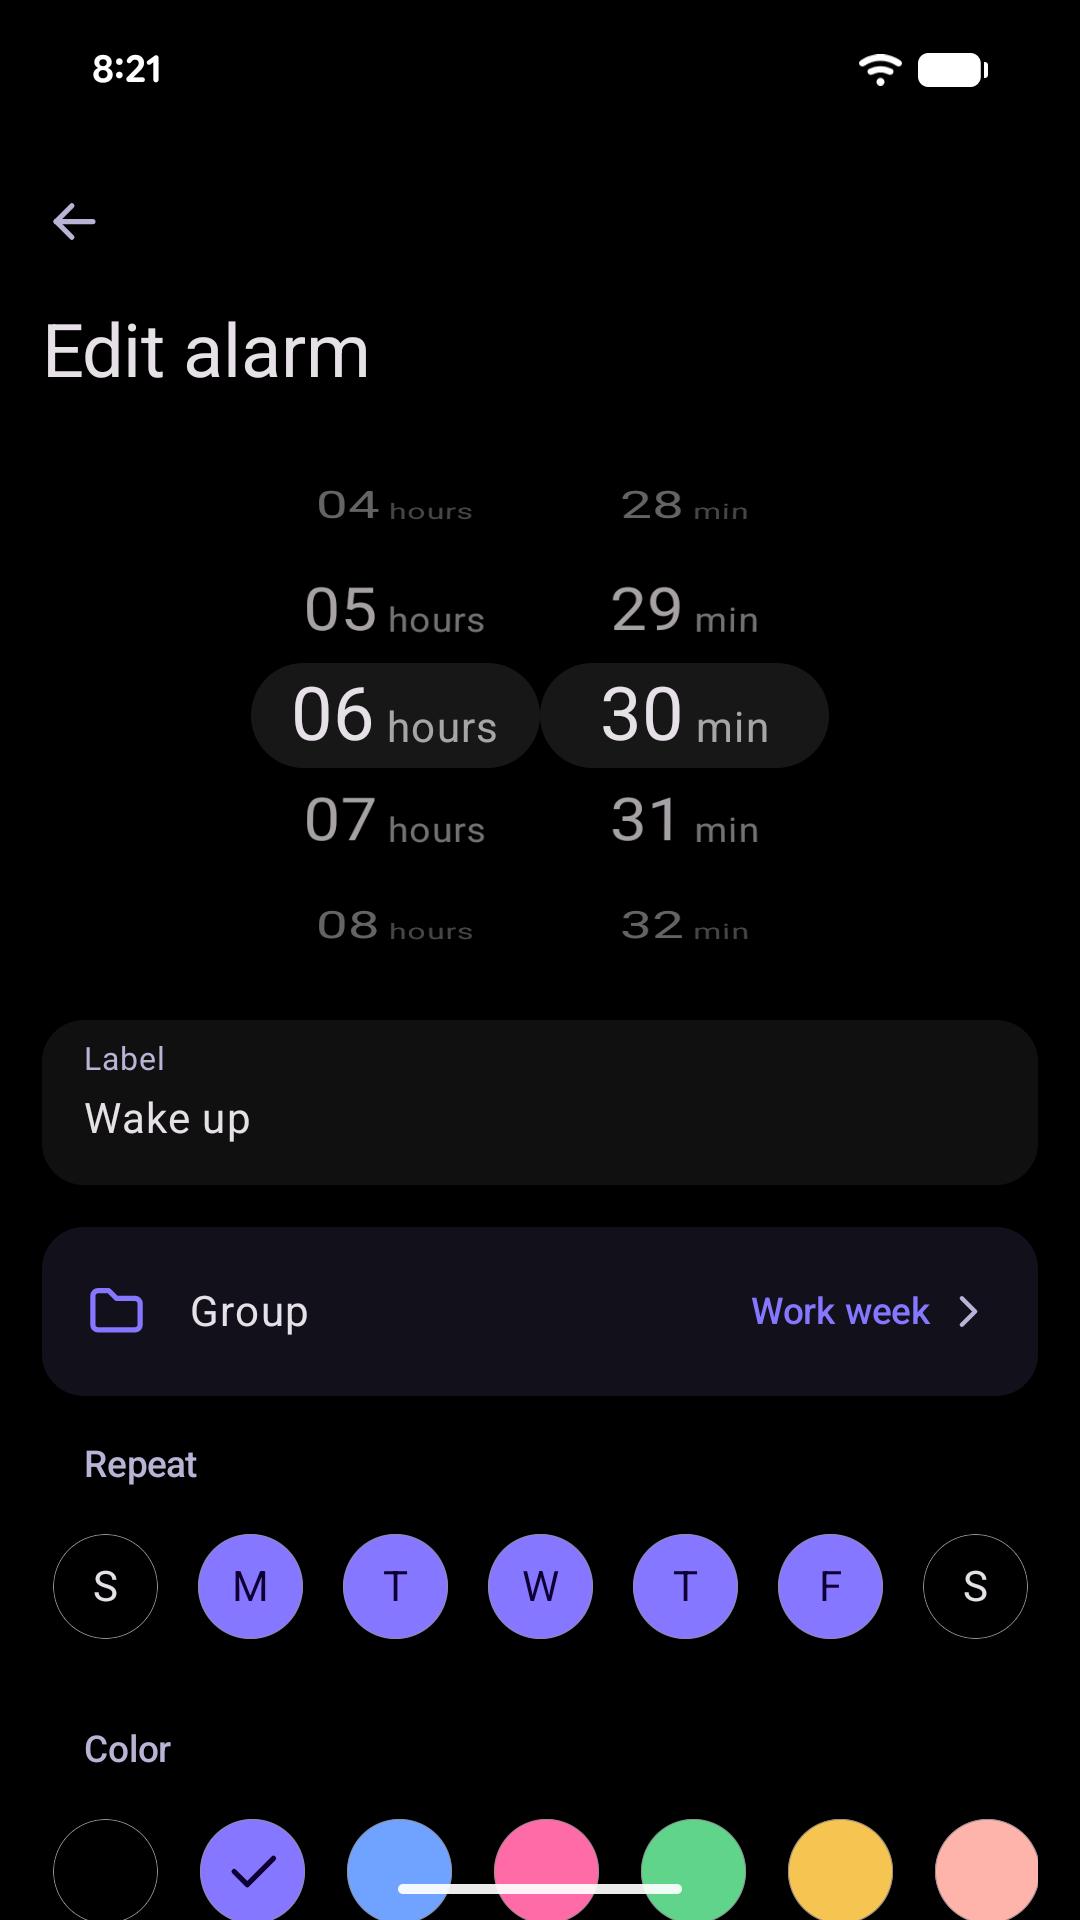 8:21
Edit alarm
04 hours 28 min
05 hours 29 min
06 hours 30 min
07 hours 31 min
08 hours 32 min
Label
Wake up
Group Work week
Repeat
S M T W T F S
Color